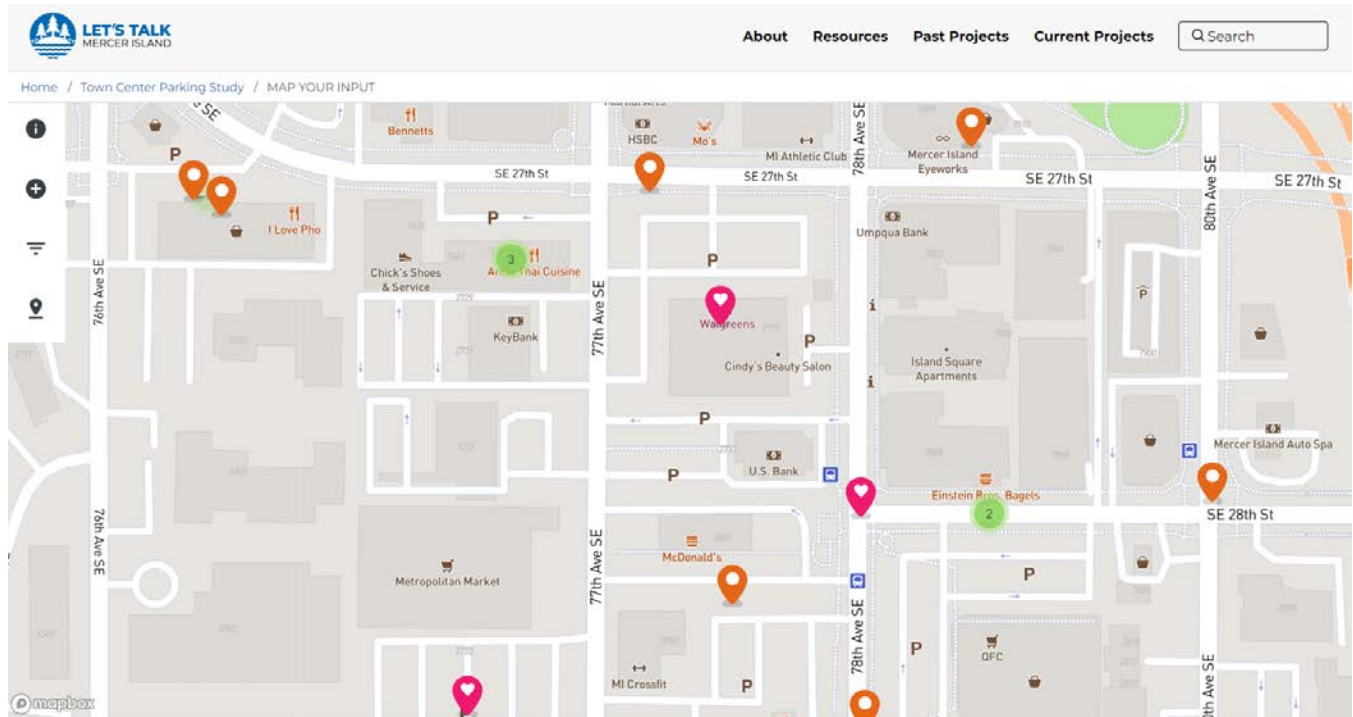 LET'S TALK
MERCER ISLAND
About
Resources
Past Projects
Current Projects
Search
Home / Town Center Parking Study / MAP YOUR INPUT
Bennetts
HSBC
Mo's
MI Athletic Club
78th Ave SE
Mercer Island
Eyeworks
80th Ave SE
P
SE 27th St
SE 27th St
SE 27th St
SE 27th St
I Love Pho
P
Umpqua Bank
Chick's Shoes
& Service
3
Thai Cuisine
P
76th Ave SE
77th Ave SE
P
KeyBank
Walgreens
P
Cindy's Beauty Salon
Island Square
Apartments
P
Mercer Island Auto Spa
U.S. Bank
P
Einstein Bros. Bagels
2
SE 28th St
76th Ave SE
77th Ave SE
McDonald's
Metropolitan Market
P
78th Ave SE
QFC
P
MI Crossfit
P
mapbox